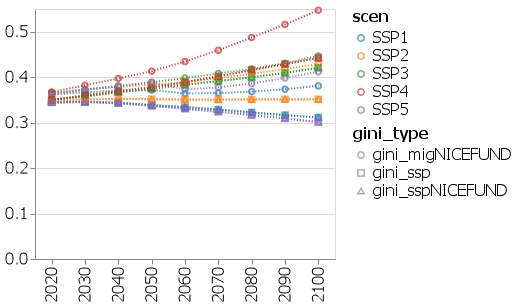 0.5
0.4
0.3
0.2
0.1
0.0
2020
2030
2040
2050
2060
2070
2080
2090
2100
scen
SSP1
SSP2
SSP3
SSP4
SSP5
gini_type
gini_migNICEFUND
gini_ssp
gini_sspNICEFUND